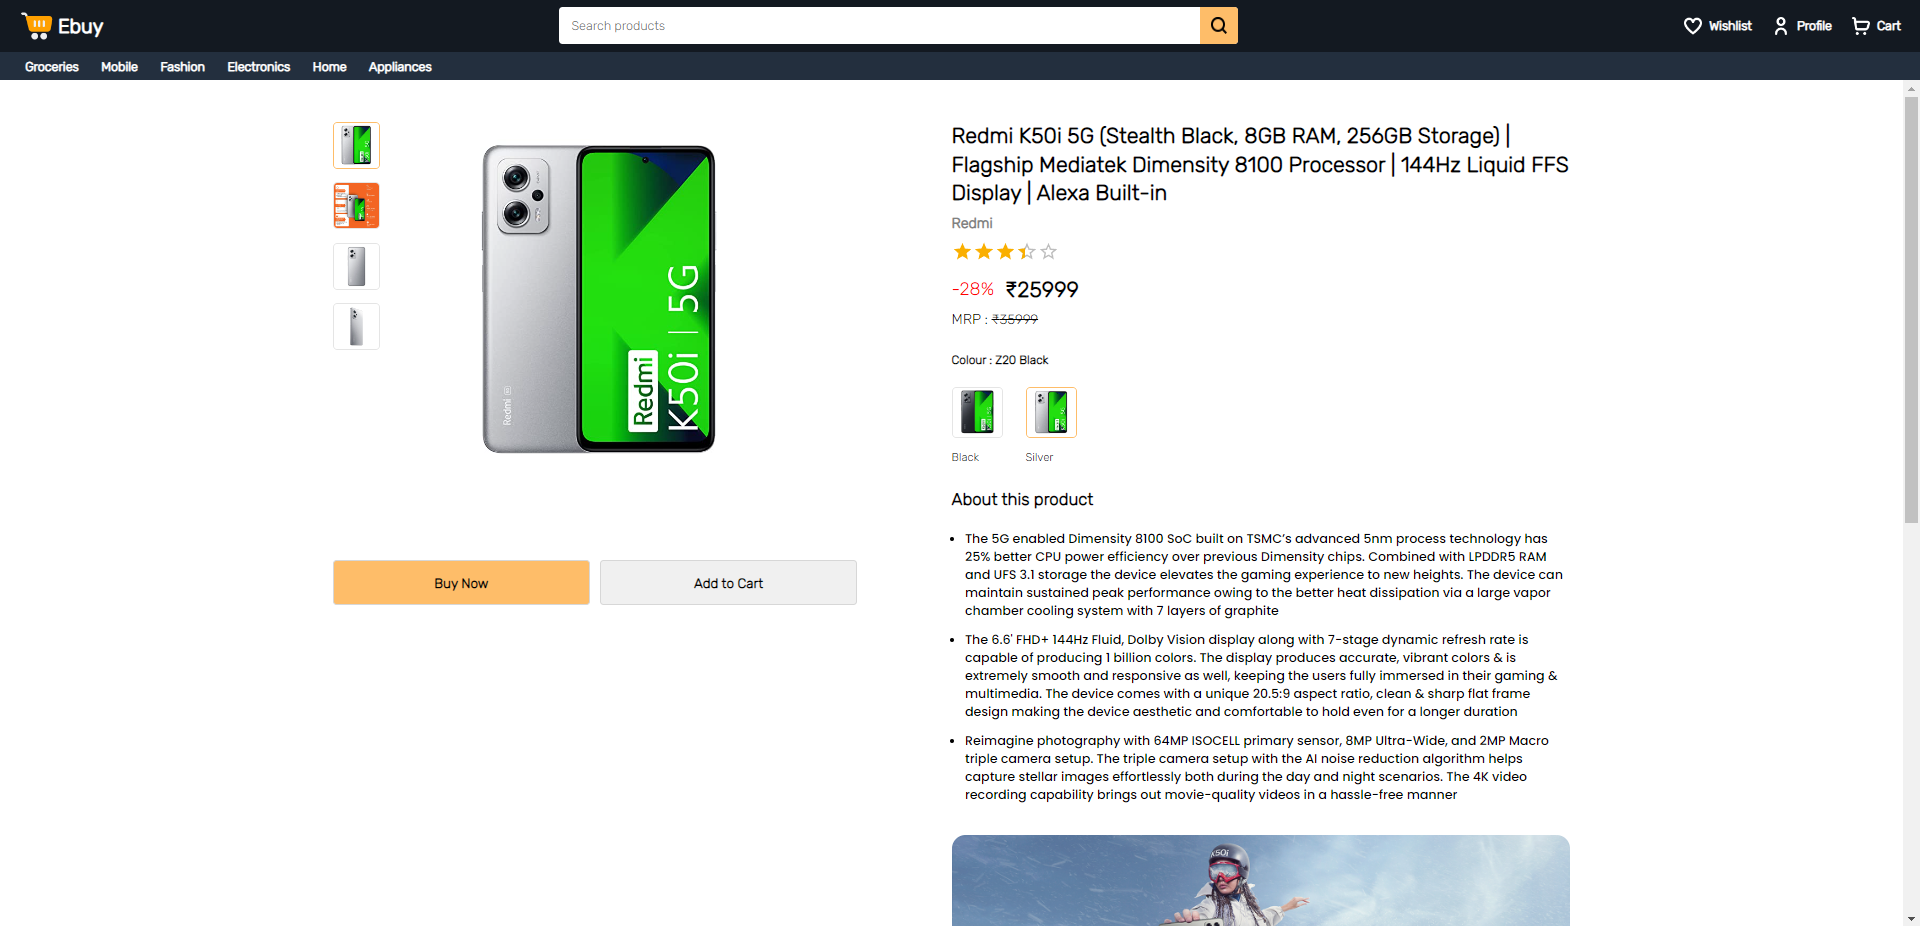 Ebuy
Search products
Wishlist
Profile
Cart
Groceries
Mobile
Fashion
Electronics
Home
Appliances
Redmi
K50i | 5G
Redmi
Buy Now
Add to Cart
Redmi K50i 5G (Stealth Black, 8GB RAM, 256GB Storage) |
Flagship Mediatek Dimensity 8100 Processor | 144Hz Liquid FFS
Display | Alexa Built-in
Redmi
-28% ₹25999
MRP : ₹35999
Colour : Z20 Black
Black
Silver
About this product
The 5G enabled Dimensity 8100 SoC built on TSMC’s advanced 5nm process technology has
25% better CPU power efficiency over previous Dimensity chips. Combined with LPDDR5 RAM
and UFS 3.1 storage the device elevates the gaming experience to new heights. The device can
maintain sustained peak performance owing to the better heat dissipation via a large vapor
chamber cooling system with 7 layers of graphite
The 6.6' FHD+ 144Hz Fluid, Dolby Vision display along with 7-stage dynamic refresh rate is
capable of producing 1 billion colors. The display produces accurate, vibrant colors & is
extremely smooth and responsive as well, keeping the users fully immersed in their gaming &
multimedia. The device comes with a unique 20.5:9 aspect ratio, clean & sharp flat frame
design making the device aesthetic and comfortable to hold even for a longer duration
Reimagine photography with 64MP ISOCELL primary sensor, 8MP Ultra-Wide, and 2MP Macro
triple camera setup. The triple camera setup with the AI noise reduction algorithm helps
capture stellar images effortlessly both during the day and night scenarios. The 4K video
recording capability brings out movie-quality videos in a hassle-free manner
K50i